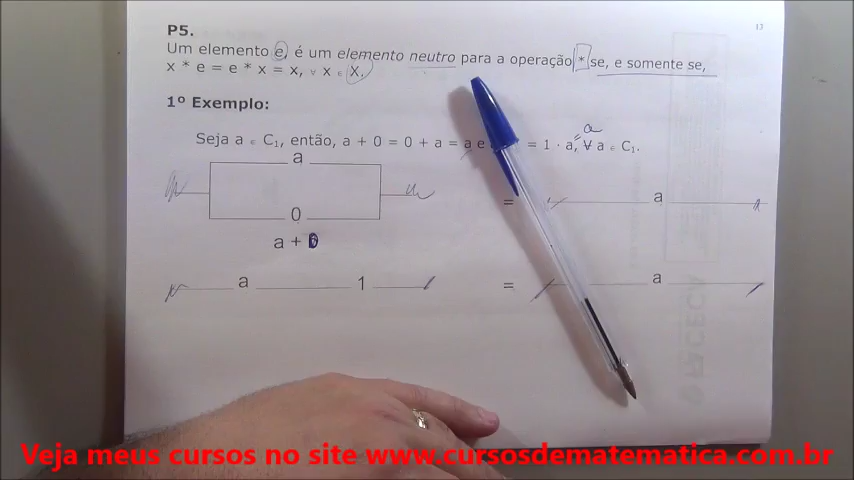 17
P5.
Um elemento e, é um elemento neutro para a operação * se, e somente se,
x * e = e * x = x, ∀ x ∈ X.
1º Exemplo:
a
Seja a ∈ C₁, então, a + 0 = 0 + a = a e = 1 · a, ∀ a ∈ C₁.
a
= a
0
a + 0
a 1 = a
Veja meus cursos no site www.cursosdematematica.com.br